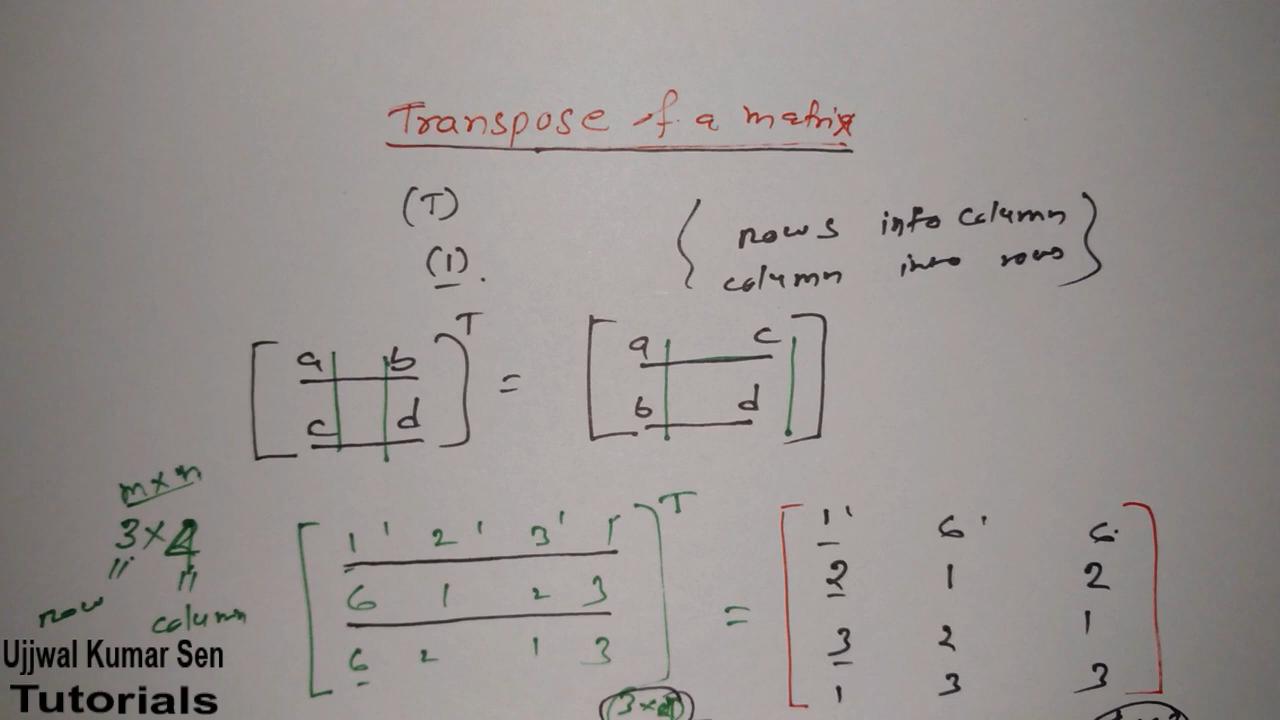 Transpose of a matrix
(T)
(1).
{ rows into column
column into rows }
[ a b
c d ]T = [ a c
b d ]
m×n
3×4
row
column
[ 1 ' 2 ' 3 ' 1
6 1 2 3
6 2 1 3 ]T
=
[ 1 ' 6 ' 6.
2 1 2
3 2 1
1 3 3 ]
Ujjwal Kumar Sen
Tutorials